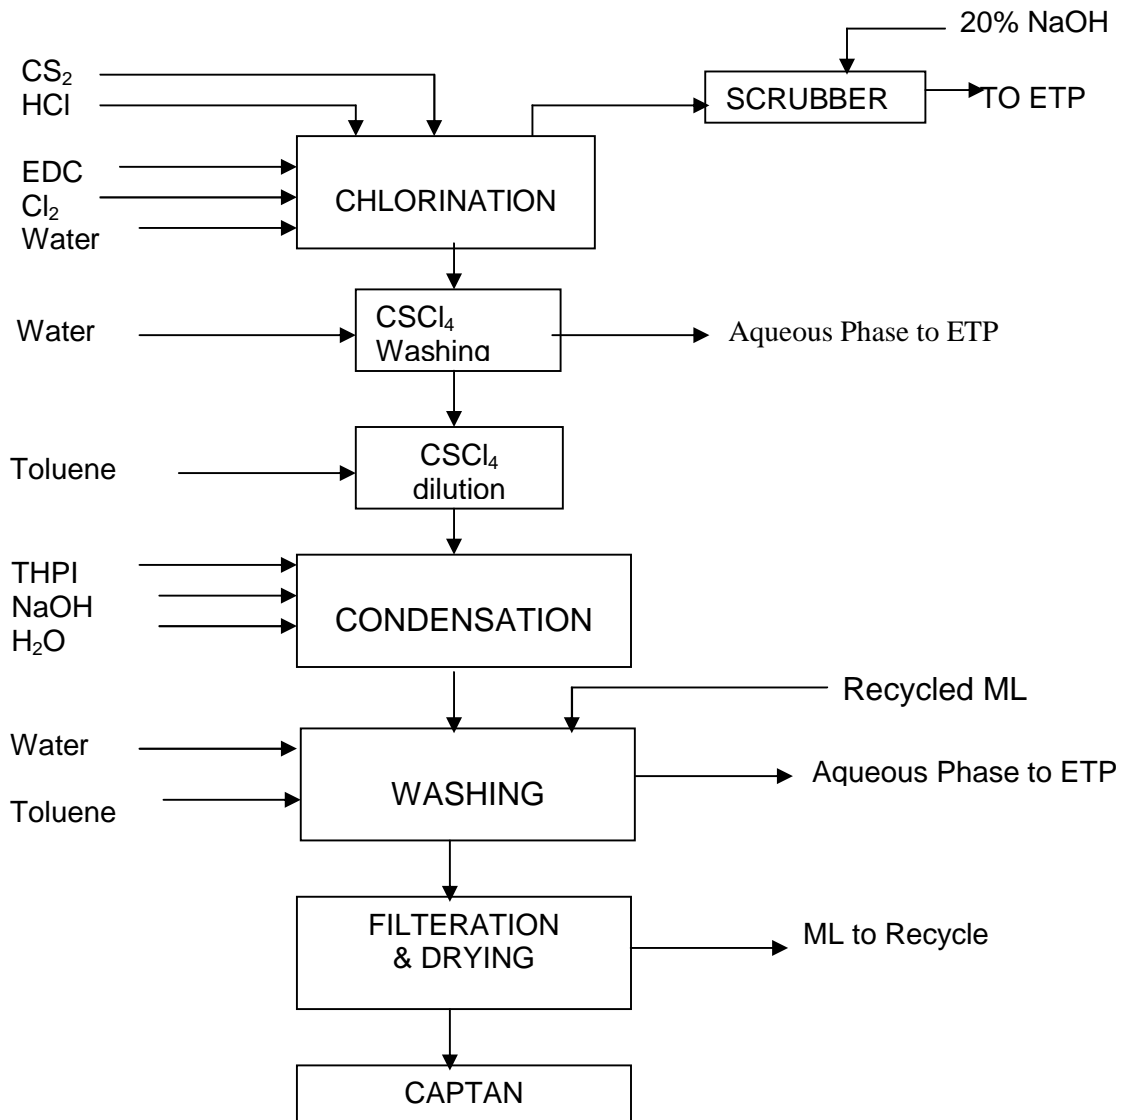 20% NaOH
CS₂
HCl
SCRUBBER
TO ETP
EDC
Cl₂
Water
CHLORINATION
Water
CSCl₄
Washing
Aqueous Phase to ETP
Toluene
CSCl₄
dilution
THPI
NaOH
H₂O
CONDENSATION
Recycled ML
Water
Toluene
WASHING
Aqueous Phase to ETP
FILTERATION
& DRYING
ML to Recycle
CAPTAN